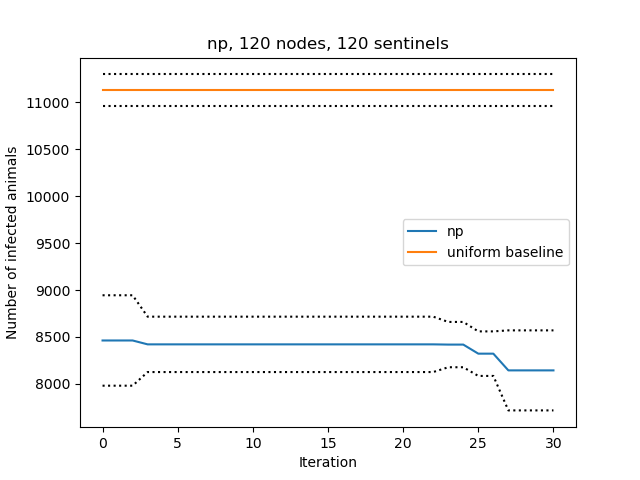 np, 120 nodes, 120 sentinels
Number of infected animals
11000
10500
10000
9500
9000
8500
8000
np
uniform baseline
0 5 10 15 20 25 30
Iteration